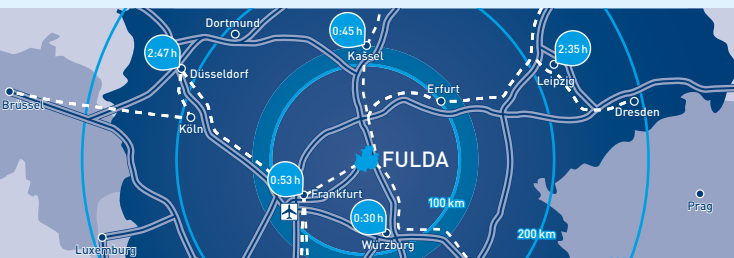 Dortmund
0:45 h
2:47 h
2:35 h
Kassel
Düsseldorf
Leipzig
Erfurt
Brüssel
Dresden
Köln
FULDA
0:53 h
Frankfurt
100 km
Prag
0:30 h
200 km
Würzburg
Luxemburg